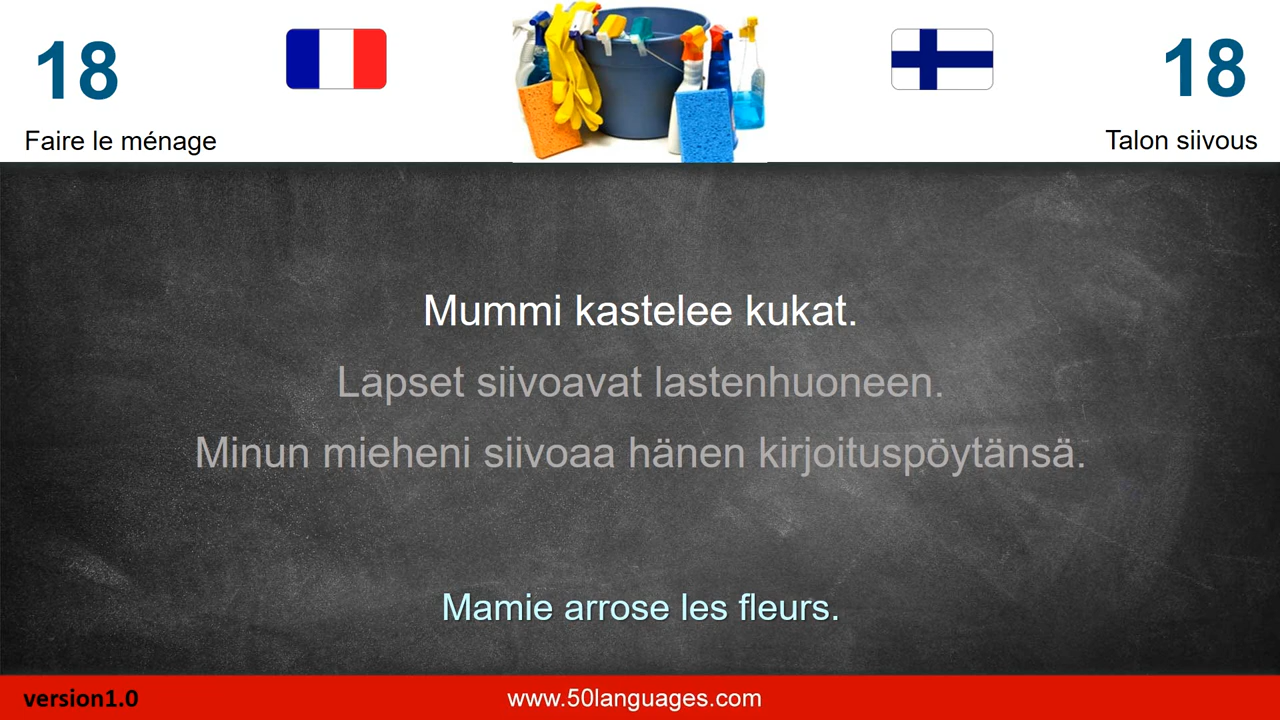 18
18
Faire le ménage
Talon siivous
Mummi kastelee kukat.
Lapset siivoavat lastenhuoneen.
Minun mieheni siivoaa hänen kirjoituspöytänsä.
Mamie arrose les fleurs.
version1.0
www.50languages.com